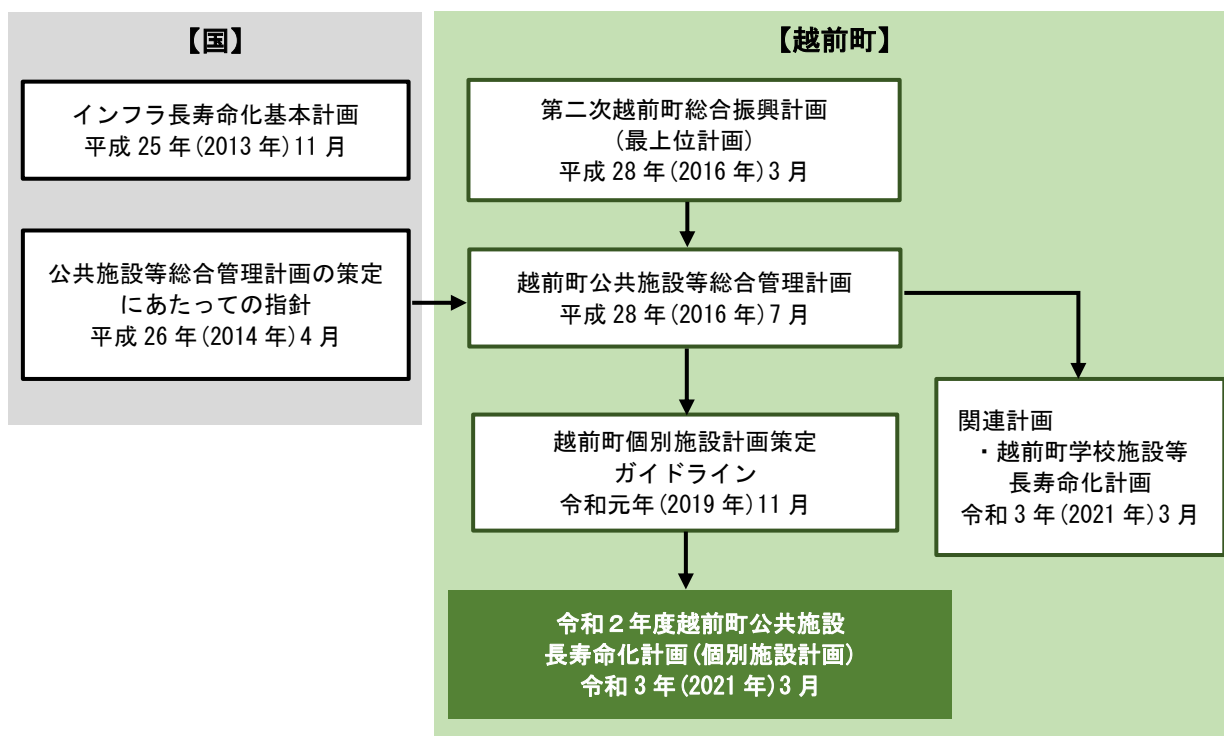 【国】
インフラ長寿命化基本計画
平成 25 年(2013 年)11 月
公共施設等総合管理計画の策定
にあたっての指針
平成 26 年(2014 年)4 月
【越前町】
第二次越前町総合振興計画
(最上位計画)
平成 28 年(2016 年)3 月
越前町公共施設等総合管理計画
平成 28 年(2016 年)7 月
越前町個別施設計画策定
ガイドライン
令和元年(2019 年)11 月
関連計画
・越前町学校施設等
長寿命化計画
令和 3 年(2021 年)3 月
令和２年度越前町公共施設
長寿命化計画(個別施設計画)
令和 3 年(2021 年)3 月